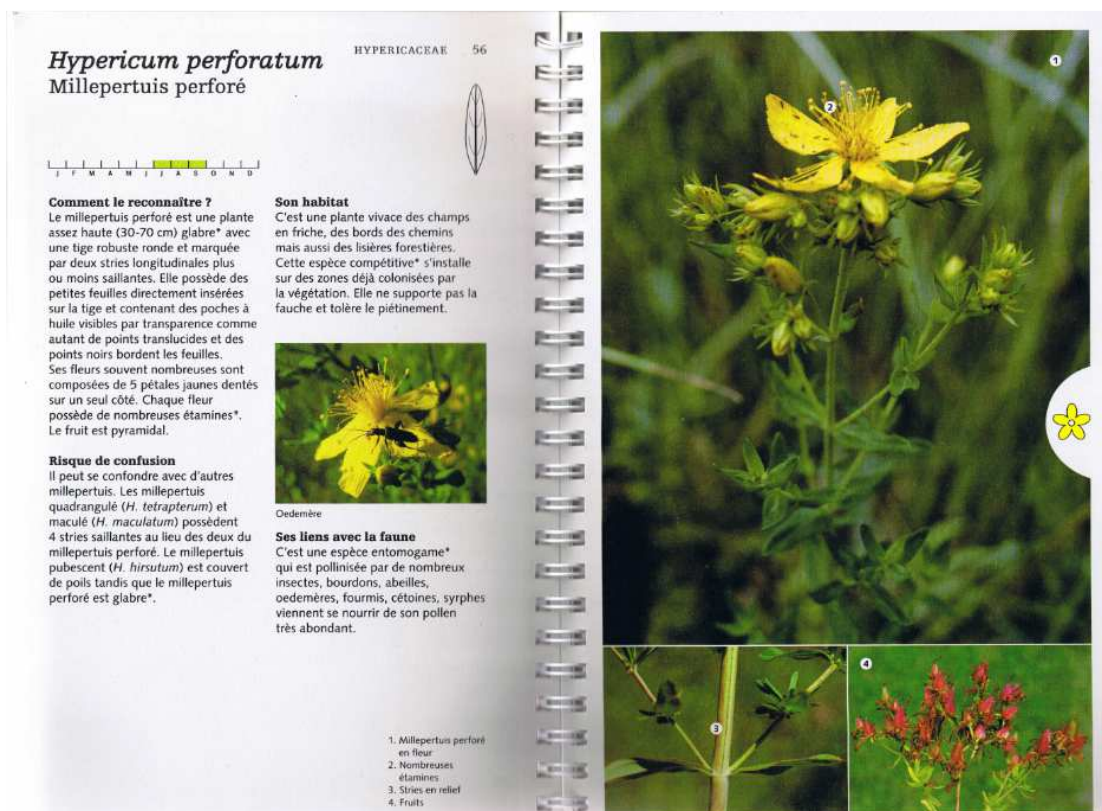 Hypericum perforatum
Millepertuis perforé
HYPERICACEAE 56
J F M A M J J A S O N D
Comment le reconnaître ?
Le millepertuis perforé est une plante
assez haute (30-70 cm) glabre* avec
une tige robuste ronde et marquée
par deux stries longitudinales plus
ou moins saillantes. Elle possède des
petites feuilles directement insérées
sur la tige et contenant des poches à
huile visibles par transparence comme
autant de points translucides et des
points noirs bordent les feuilles.
Ses fleurs souvent nombreuses sont
composées de 5 pétales jaunes dentés
sur un seul côté. Chaque fleur
possède de nombreuses étamines*.
Le fruit est pyramidal.
Risque de confusion
Il peut se confondre avec d'autres
millepertuis. Les millepertuis
quadrangulé (H. tetrapterum) et
maculé (H. maculatum) possèdent
4 stries saillantes au lieu des deux du
millepertuis perforé. Le millepertuis
pubescent (H. hirsutum) est couvert
de poils tandis que le millepertuis
perforé est glabre*.
Son habitat
C'est une plante vivace des champs
en friche, des bords des chemins
mais aussi des lisières forestières.
Cette espèce compétitive* s'installe
sur des zones déjà colonisées par
la végétation. Elle ne supporte pas la
fauche et tolère le piétinement.
Oedemère
Ses liens avec la faune
C'est une espèce entomogame*
qui est pollinisée par de nombreux
insectes, bourdons, abeilles,
oedemères, fourmis, cétoines, syrphes
viennent se nourrir de son pollen
très abondant.
1. Millepertuis perforé
en fleur
2. Nombreuses
étamines
3. Stries en relief
4. Fruits
1
2
3
4